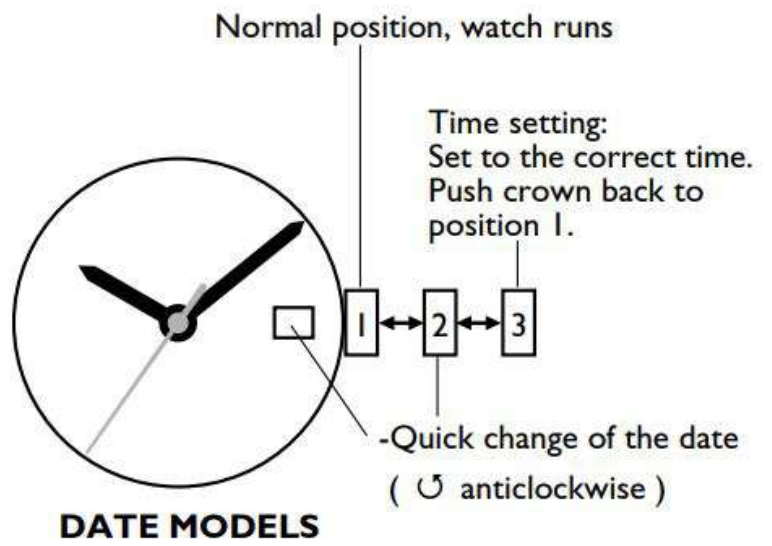 Normal position, watch runs
Time setting:
Set to the correct time.
Push crown back to
position 1.
1 2 3
-Quick change of the date
( ↺ anticlockwise )
DATE MODELS